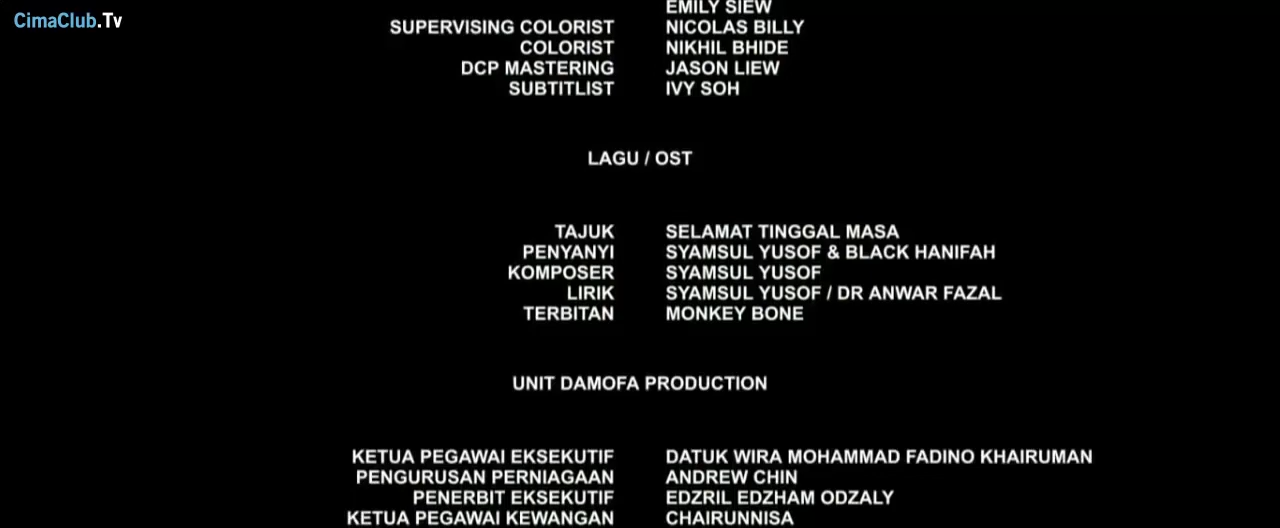 CimaClub.Tv
EMILY SIEW
SUPERVISING COLORIST NICOLAS BILLY
COLORIST NIKHIL BHIDE
DCP MASTERING JASON LIEW
SUBTITLIST IVY SOH
LAGU / OST
TAJUK SELAMAT TINGGAL MASA
PENYANYI SYAMSUL YUSOF & BLACK HANIFAH
KOMPOSER SYAMSUL YUSOF
LIRIK SYAMSUL YUSOF / DR ANWAR FAZAL
TERBITAN MONKEY BONE
UNIT DAMOFA PRODUCTION
KETUA PEGAWAI EKSEKUTIF DATUK WIRA MOHAMMAD FADINO KHAIRUMAN
PENGURUSAN PERNIAGAAN ANDREW CHIN
PENERBIT EKSEKUTIF EDZRIL EDZHAM ODZALY
KETUA PEGAWAI KEWANGAN CHAIRUNNISA